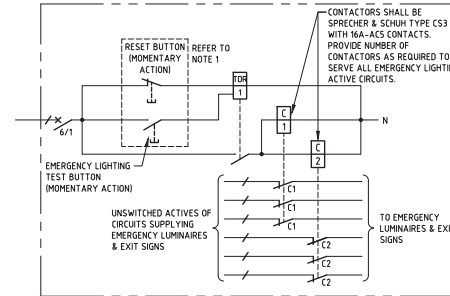 CONTACTORS SHALL BE
SPRECHER & SCHUH TYPE CS3
WITH 16A-AC5 CONTACTS.
PROVIDE NUMBER OF
CONTACTORS AS REQUIRED TO
SERVE ALL EMERGENCY LIGHTI
ACTIVE CIRCUITS.
RESET BUTTON
(MOMENTARY
ACTION)
REFER TO
NOTE 1
TDR
1
C
1
N
6/1
C
2
EMERGENCY LIGHTING
TEST BUTTON
(MOMENTARY ACTION)
C1
C1
C1
UNSWITCHED ACTIVES OF
CIRCUITS SUPPLYING
EMERGENCY LUMINAIRES
& EXIT SIGNS
TO EMERGENCY
LUMINAIRES & EXI
SIGNS
C2
C2
C2